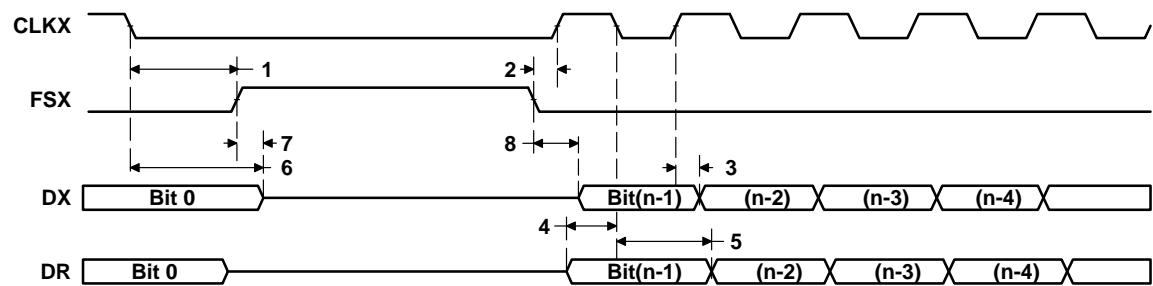 CLKX
1
2
FSX
7
8
6
3
DX
Bit 0
Bit(n-1)
(n-2)
(n-3)
(n-4)
4
5
DR
Bit 0
Bit(n-1)
(n-2)
(n-3)
(n-4)